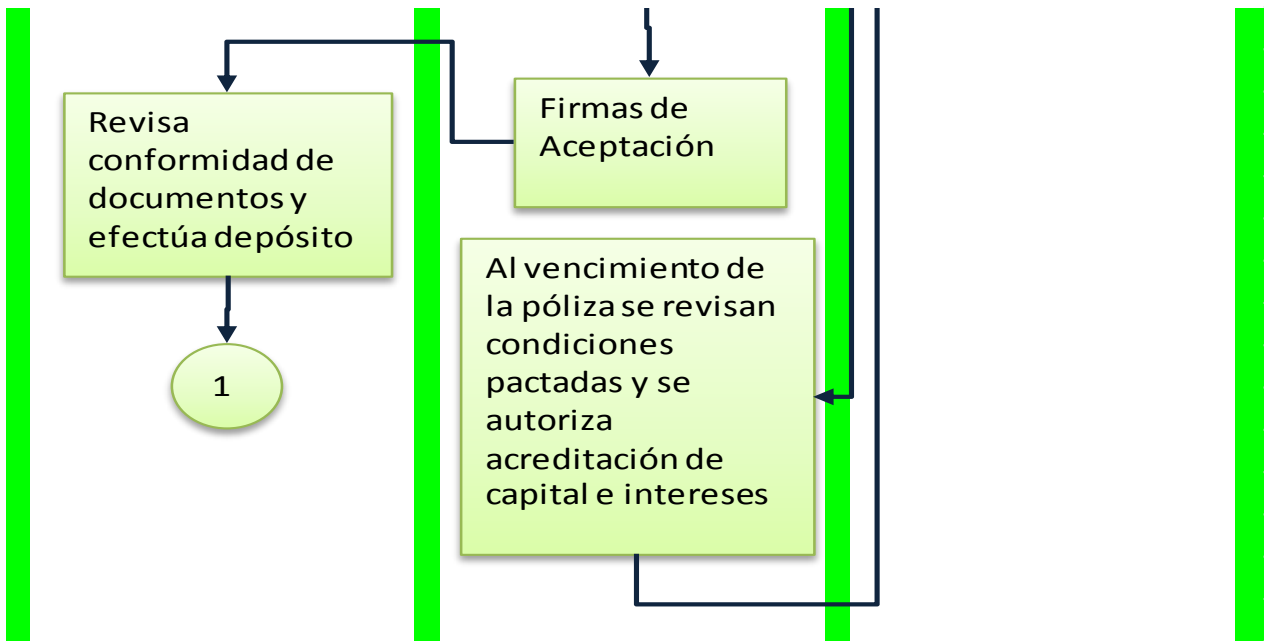 Revisa
conformidad de
documentos y
efectúa depósito
1
Firmas de
Aceptación
Al vencimiento de
la póliza se revisan
condiciones
pactadas y se
autoriza
acreditación de
capital e intereses